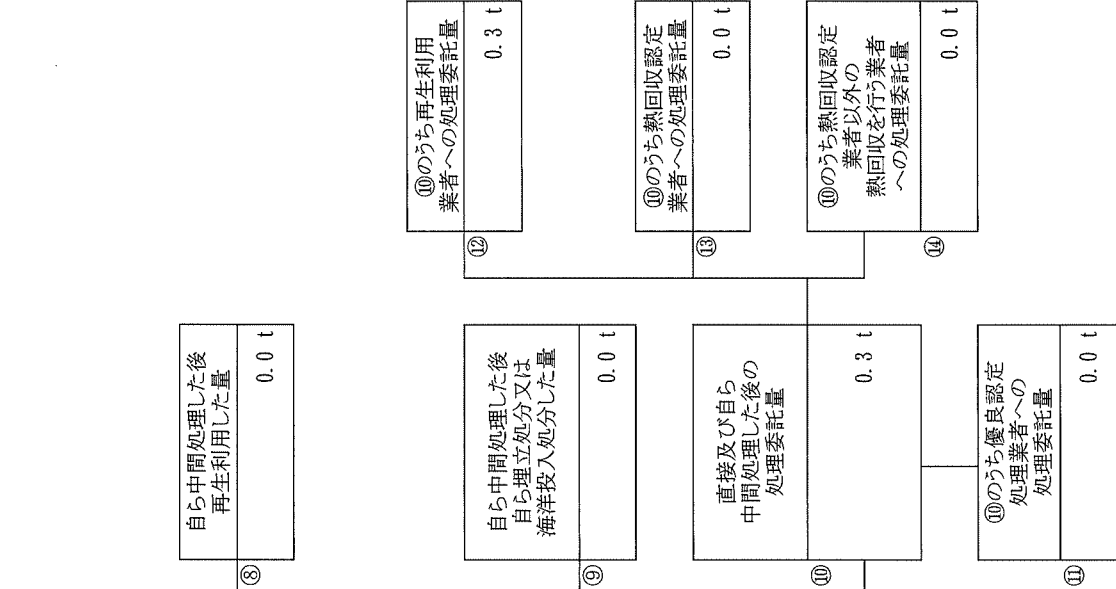 ⑧
自ら中間処理した後
再生利用した量
0.0 t
⑨
自ら中間処理した後
自ら埋立処分又は
海洋投入処分した量
0.0 t
⑩
直接及び自ら
中間処理した後の
処理委託量
0.3 t
⑪
⑩のうち優良認定
処理業者への
処理委託量
0.0 t
⑫
⑩のうち再生利用
業者への処理委託量
0.3 t
⑬
⑩のうち熱回収認定
業者への処理委託量
0.0 t
⑭
⑩のうち熱回収認定
業者以外の
熱回収を行う業者
への処理委託量
0.0 t